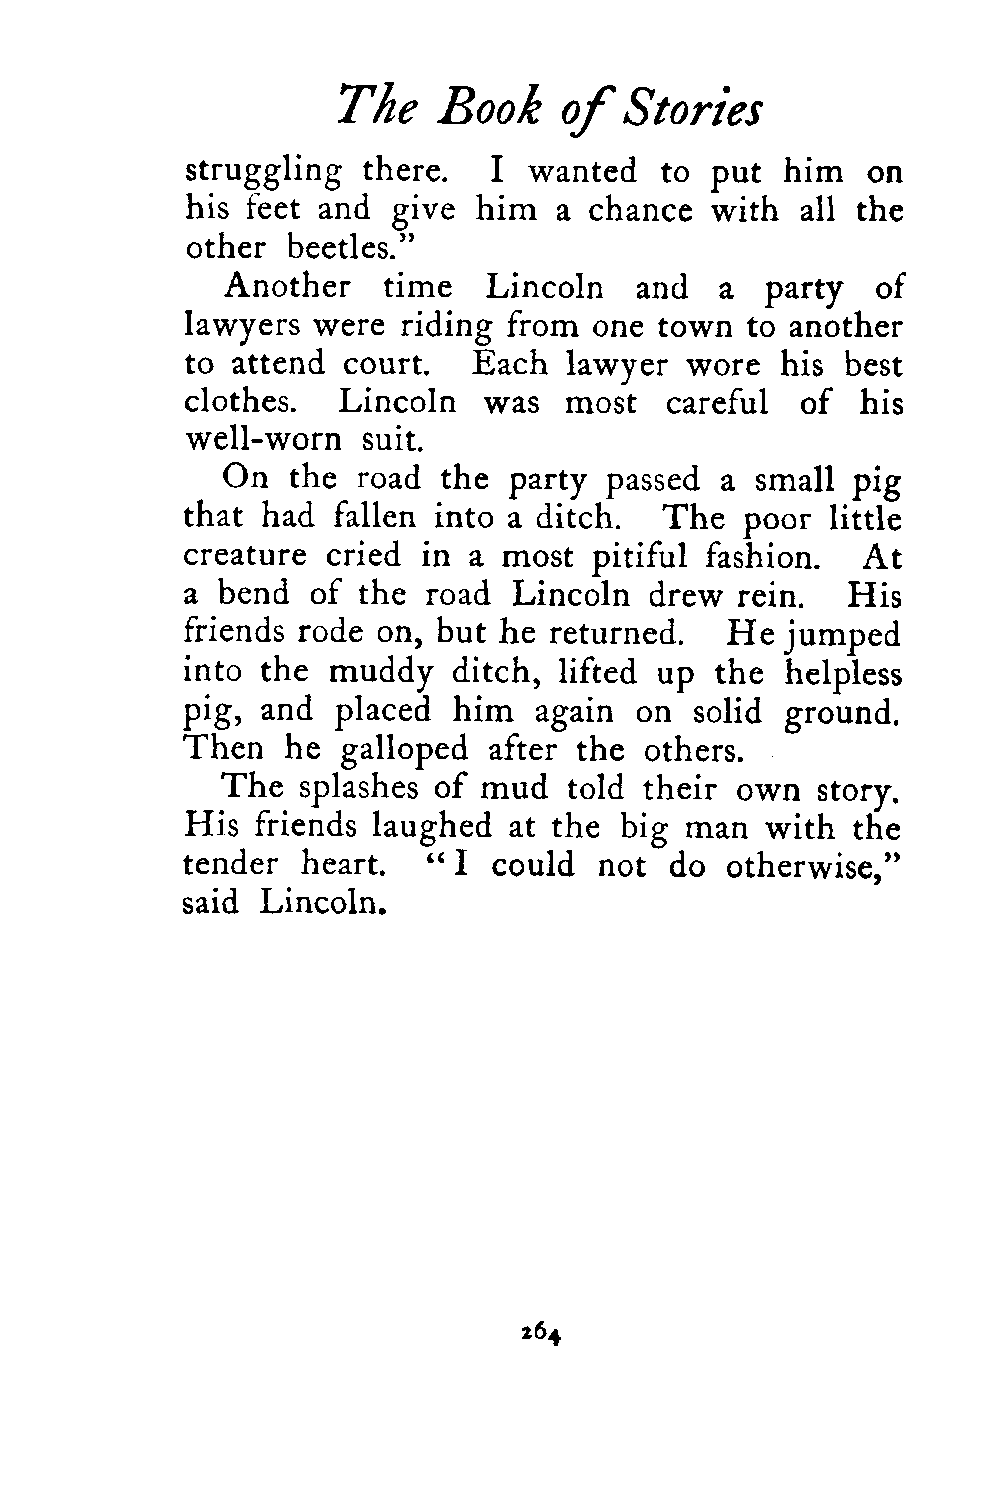 The Book of Stories
struggling there. I wanted to put him on
his feet and give him a chance with all the
other beetles.”
Another time Lincoln and a party of
lawyers were riding from one town to another
to attend court. Each lawyer wore his best
clothes. Lincoln was most careful of his
well-worn suit.
On the road the party passed a small pig
that had fallen into a ditch. The poor little
creature cried in a most pitiful fashion. At
a bend of the road Lincoln drew rein. His
friends rode on, but he returned. He jumped
into the muddy ditch, lifted up the helpless
pig, and placed him again on solid ground.
Then he galloped after the others.
The splashes of mud told their own story.
His friends laughed at the big man with the
tender heart. “I could not do otherwise,”
said Lincoln.
264